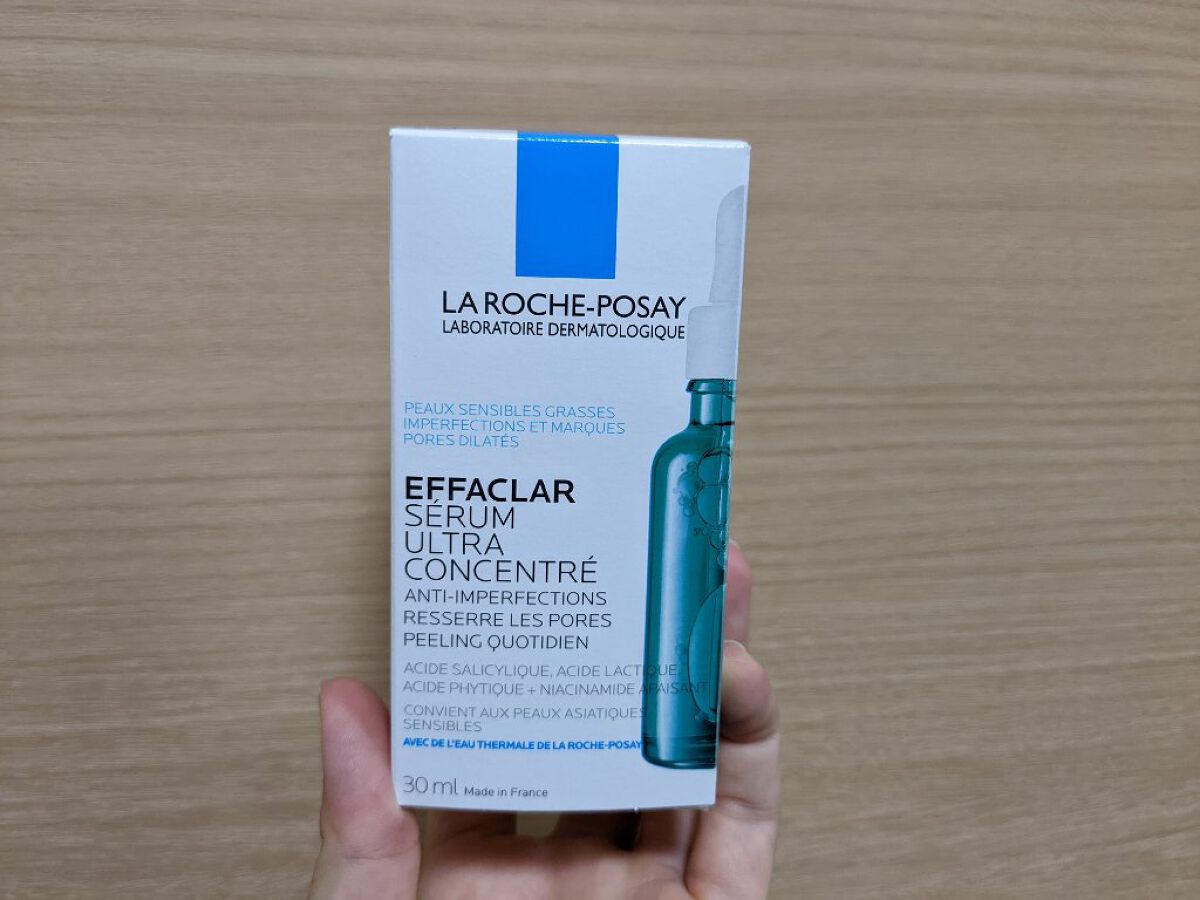 LA ROCHE-POSAY
LABORATOIRE DERMATOLOGIQUE
PEAUX SENSIBLES GRASSES
IMPERFECTIONS ET MARQUES
PORES DILATÉS
EFFACLAR
SÉRUM
ULTRA
CONCENTRÉ
ANTI-IMPERFECTIONS
RESSERRE LES PORES
PEELING QUOTIDIEN
ACIDE SALICYLIQUE, ACIDE LACTIQUE,
ACIDE PHYTIQUE + NIACINAMIDE APAISANT
CONVIENT AUX PEAUX ASIATIQUES
SENSIBLES
AVEC DE L'EAU THERMALE DE LA ROCHE-POSAY
30 ml Made in France